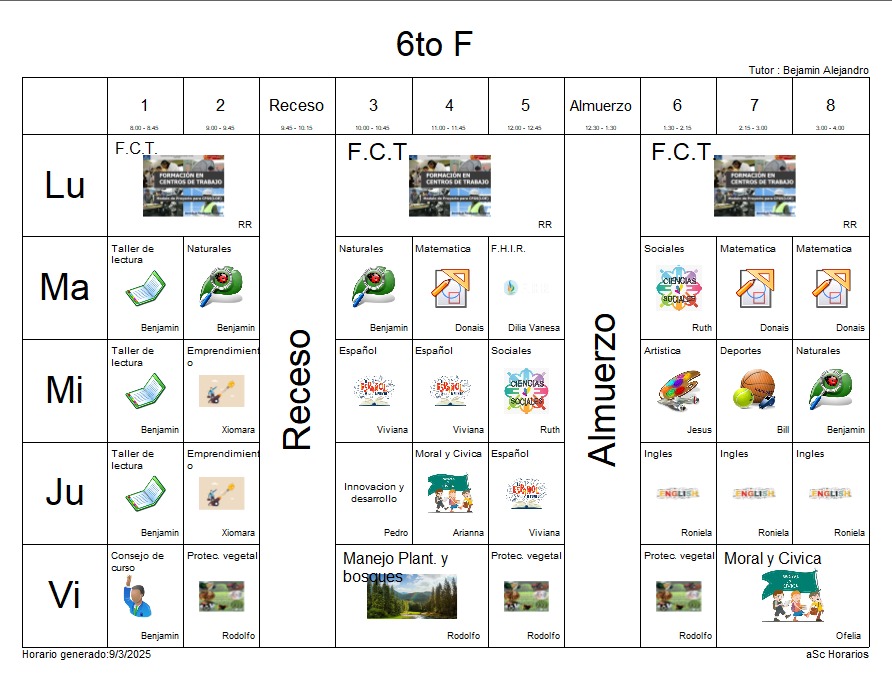 6to F
Tutor : Bejamin Alejandro
1 2 Receso 3 4 5 Almuerzo 6 7 8
8:00 - 8:45 9:00 - 9:45 9:45 - 10:15 10:00 - 10:45 11:00 - 11:45 12:00 - 12:45 12:30 - 1:30 1:30 - 2:15 2:15 - 3:00 3:00 - 4:00
Lu
F.C.T.
FORMACIÓN EN
CENTROS DE TRABAJO
RR
F.C.T.
FORMACIÓN EN
CENTROS DE TRABAJO
RR
F.C.T.
FORMACIÓN EN
CENTROS DE TRABAJO
RR
Ma
Taller de
lectura
Benjamin
Naturales
Benjamin
Naturales
Benjamin
Matematica
Donais
F.H.I.R.
Dilia Vanesa
Sociales
CIENCIAS
SOCIALES
Ruth
Matematica
Donais
Matematica
Donais
Receso
Almuerzo
Mi
Taller de
lectura
Benjamin
Emprendiment
o
Xiomara
Español
ESPAÑOL
Viviana
Español
ESPAÑOL
Viviana
Sociales
CIENCIAS
SOCIALES
Ruth
Artistica
Jesus
Deportes
Bill
Naturales
Benjamin
Ju
Taller de
lectura
Benjamin
Emprendiment
o
Xiomara
Innovacion y
desarrollo
Pedro
Moral y Civica
Arianna
Español
ESPAÑOL
Viviana
Ingles
ENGLISH
Roniela
Ingles
ENGLISH
Roniela
Ingles
ENGLISH
Roniela
Vi
Consejo de
curso
Benjamin
Protec. vegetal
Rodolfo
Manejo Plant. y
bosques
Rodolfo
Protec. vegetal
Rodolfo
Protec. vegetal
Rodolfo
Moral y Civica
MORAL
Y
CÍVICA
Ofelia
Horario generado:9/3/2025
aSc Horarios